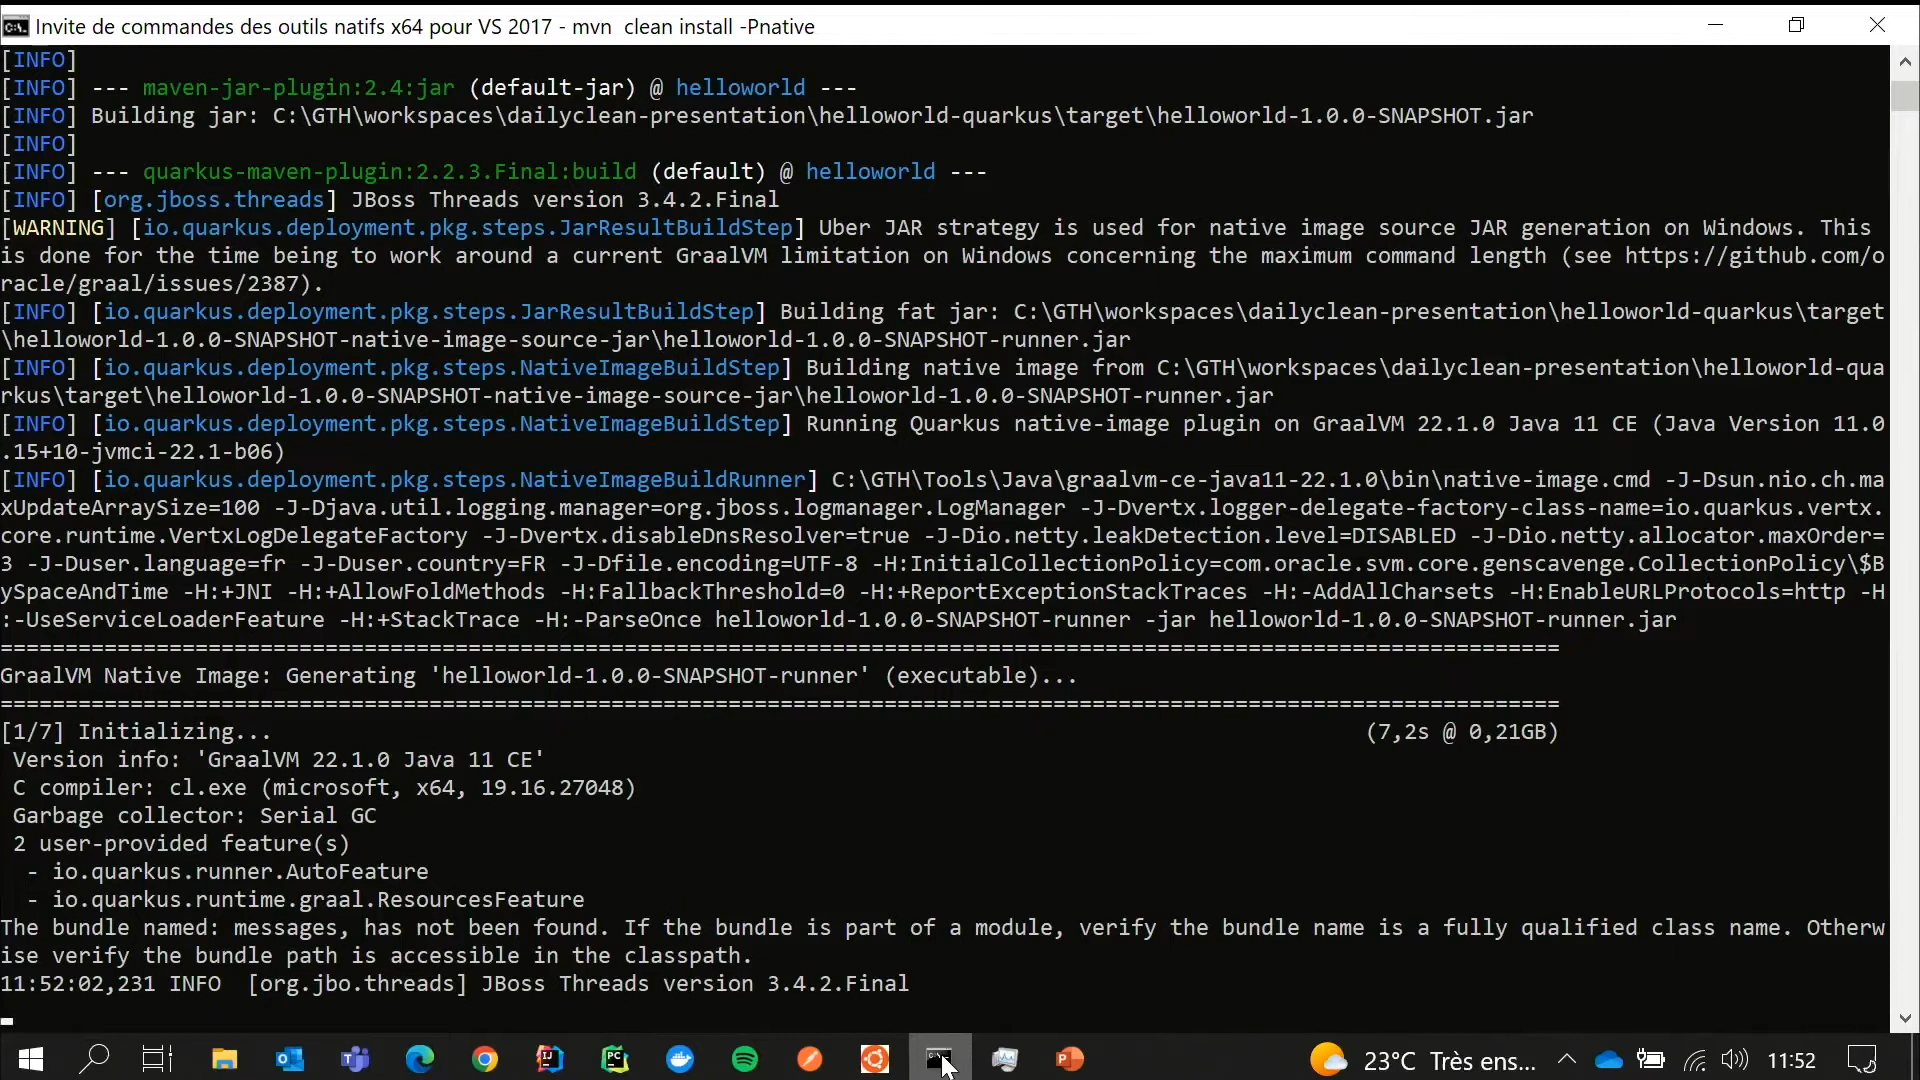 Invite de commandes des outils natifs x64 pour VS 2017 - mvn  clean install -Pnative
[INFO]
[INFO] --- maven-jar-plugin:2.4:jar (default-jar) @ helloworld ---
[INFO] Building jar: C:\GTH\workspaces\dailyclean-presentation\helloworld-quarkus\target\helloworld-1.0.0-SNAPSHOT.jar
[INFO]
[INFO] --- quarkus-maven-plugin:2.2.3.Final:build (default) @ helloworld ---
[INFO] [org.jboss.threads] JBoss Threads version 3.4.2.Final
[WARNING] [io.quarkus.deployment.pkg.steps.JarResultBuildStep] Uber JAR strategy is used for native image source JAR generation on Windows. This
is done for the time being to work around a current GraalVM limitation on Windows concerning the maximum command length (see https://github.com/o
racle/graal/issues/2387).
[INFO] [io.quarkus.deployment.pkg.steps.JarResultBuildStep] Building fat jar: C:\GTH\workspaces\dailyclean-presentation\helloworld-quarkus\target
\helloworld-1.0.0-SNAPSHOT-native-image-source-jar\helloworld-1.0.0-SNAPSHOT-runner.jar
[INFO] [io.quarkus.deployment.pkg.steps.NativeImageBuildStep] Building native image from C:\GTH\workspaces\dailyclean-presentation\helloworld-qua
rkus\target\helloworld-1.0.0-SNAPSHOT-native-image-source-jar\helloworld-1.0.0-SNAPSHOT-runner.jar
[INFO] [io.quarkus.deployment.pkg.steps.NativeImageBuildStep] Running Quarkus native-image plugin on GraalVM 22.1.0 Java 11 CE (Java Version 11.0
.15+10-jvmci-22.1-b06)
[INFO] [io.quarkus.deployment.pkg.steps.NativeImageBuildRunner] C:\GTH\Tools\Java\graalvm-ce-java11-22.1.0\bin\native-image.cmd -J-Dsun.nio.ch.ma
xUpdateArraySize=100 -J-Djava.util.logging.manager=org.jboss.logmanager.LogManager -J-Dvertx.logger-delegate-factory-class-name=io.quarkus.vertx.
core.runtime.VertxLogDelegateFactory -J-Dvertx.disableDnsResolver=true -J-Dio.netty.leakDetection.level=DISABLED -J-Dio.netty.allocator.maxOrder=
3 -J-Duser.language=fr -J-Duser.country=FR -J-Dfile.encoding=UTF-8 -H:InitialCollectionPolicy=com.oracle.svm.core.genscavenge.CollectionPolicy\$B
ySpaceAndTime -H:+JNI -H:+AllowFoldMethods -H:FallbackThreshold=0 -H:+ReportExceptionStackTraces -H:-AddAllCharsets -H:EnableURLProtocols=http -H
:-UseServiceLoaderFeature -H:+StackTrace -H:-ParseOnce helloworld-1.0.0-SNAPSHOT-runner -jar helloworld-1.0.0-SNAPSHOT-runner.jar
========================================================================================================================
GraalVM Native Image: Generating 'helloworld-1.0.0-SNAPSHOT-runner' (executable)...
========================================================================================================================
[1/7] Initializing... (7,2s @ 0,21GB)
Version info: 'GraalVM 22.1.0 Java 11 CE'
C compiler: cl.exe (microsoft, x64, 19.16.27048)
Garbage collector: Serial GC
2 user-provided feature(s)
- io.quarkus.runner.AutoFeature
- io.quarkus.runtime.graal.ResourcesFeature
The bundle named: messages, has not been found. If the bundle is part of a module, verify the bundle name is a fully qualified class name. Otherw
ise verify the bundle path is accessible in the classpath.
11:52:02,231 INFO  [org.jbo.threads] JBoss Threads version 3.4.2.Final
23°C Très ens... 11:52